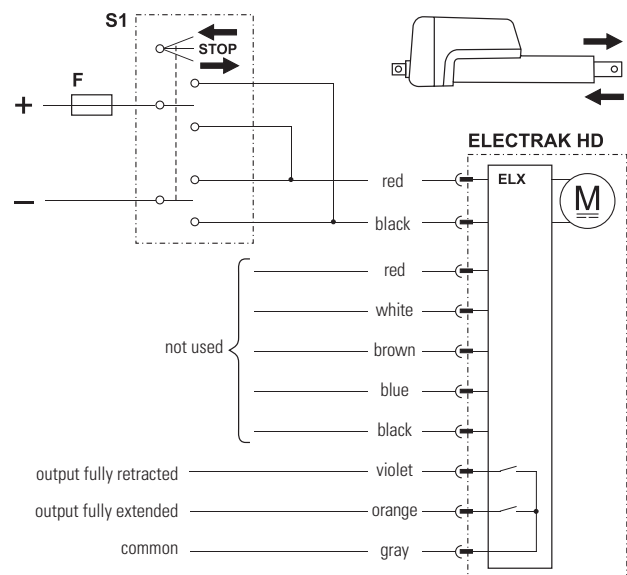 S1
STOP
F
+
–
ELECTRAK HD
ELX
M
red
black
red
white
not used
brown
blue
black
output fully retracted
violet
output fully extended
orange
common
gray